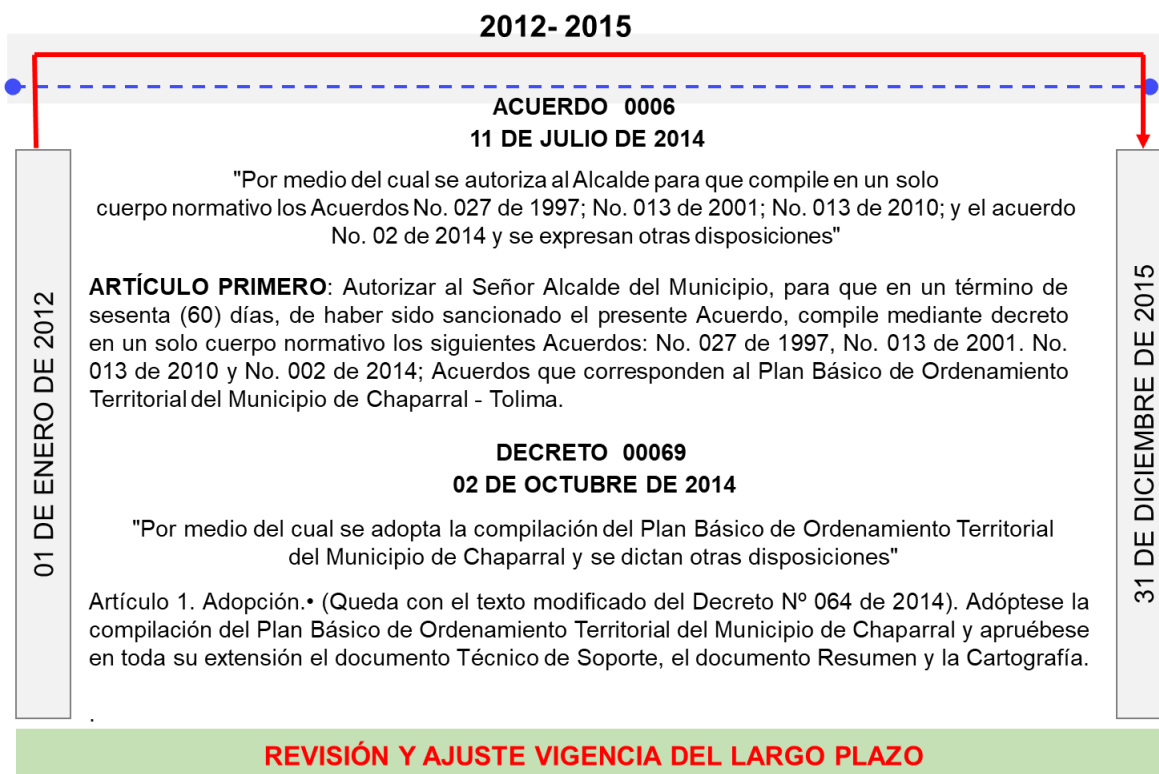 2012- 2015
ACUERDO 0006
11 DE JULIO DE 2014
"Por medio del cual se autoriza al Alcalde para que compile en un solo
cuerpo normativo los Acuerdos No. 027 de 1997; No. 013 de 2001; No. 013 de 2010; y el acuerdo
No. 02 de 2014 y se expresan otras disposiciones"
01 DE ENERO DE 2012
ARTÍCULO PRIMERO: Autorizar al Señor Alcalde del Municipio, para que en un término de
sesenta (60) días, de haber sido sancionado el presente Acuerdo, compile mediante decreto
en un solo cuerpo normativo los siguientes Acuerdos: No. 027 de 1997, No. 013 de 2001. No.
013 de 2010 y No. 002 de 2014; Acuerdos que corresponden al Plan Básico de Ordenamiento
Territorial del Municipio de Chaparral - Tolima.
31 DE DICIEMBRE DE 2015
DECRETO 00069
02 DE OCTUBRE DE 2014
"Por medio del cual se adopta la compilación del Plan Básico de Ordenamiento Territorial
del Municipio de Chaparral y se dictan otras disposiciones"
Artículo 1. Adopción.• (Queda con el texto modificado del Decreto Nº 064 de 2014). Adóptese la
compilación del Plan Básico de Ordenamiento Territorial del Municipio de Chaparral y apruébese
en toda su extensión el documento Técnico de Soporte, el documento Resumen y la Cartografía.
.
REVISIÓN Y AJUSTE VIGENCIA DEL LARGO PLAZO